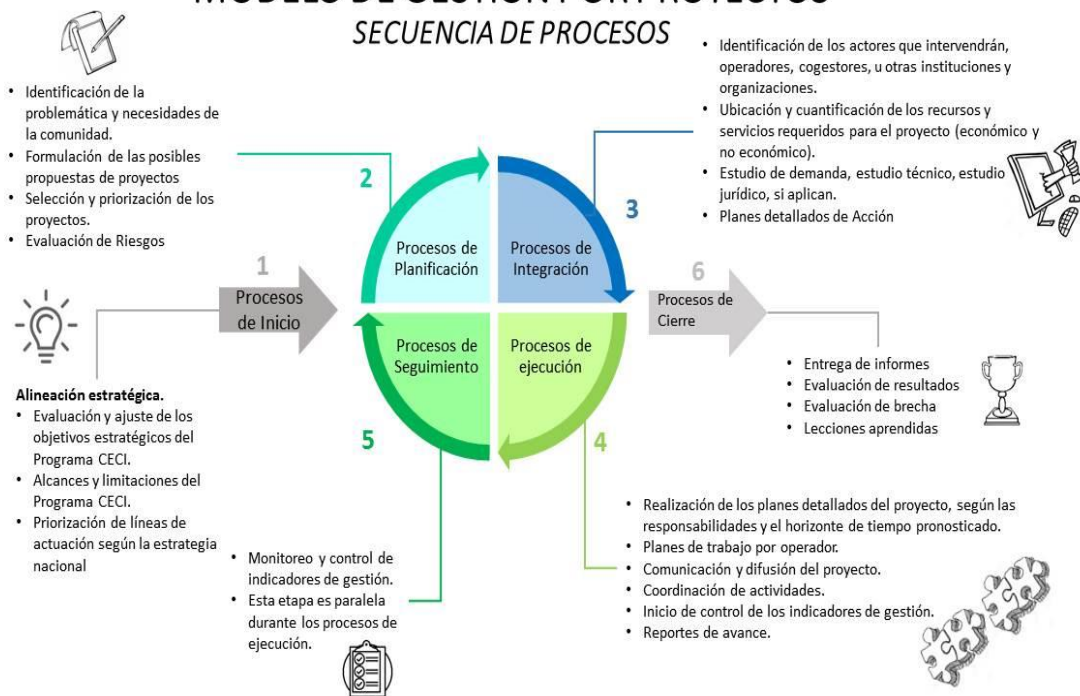 MODELO DE GESTIÓN POR PROYECTOS
SECUENCIA DE PROCESOS
• Identificación de la
problemática y necesidades de
la comunidad.
• Formulación de las posibles
propuestas de proyectos
• Selección y priorización de los
proyectos.
• Evaluación de Riesgos
2
• Identificación de los actores que intervendrán,
operadores, cogestores, u otras instituciones y
organizaciones.
• Ubicación y cuantificación de los recursos y
servicios requeridos para el proyecto (económico y
no económico).
• Estudio de demanda, estudio técnico, estudio
jurídico, si aplican.
• Planes detallados de Acción
3
1
Procesos
de Inicio
Procesos de
Planificación
Procesos de
Integración
6
Procesos de
Cierre
Procesos de
Seguimiento
Procesos de
ejecución
Alineación estratégica.
• Evaluación y ajuste de los
objetivos estratégicos del
Programa CECI.
• Alcances y limitaciones del
Programa CECI.
• Priorización de líneas de
actuación según la estrategia
nacional
• Entrega de informes
• Evaluación de resultados
• Evaluación de brecha
• Lecciones aprendidas
5
4
• Monitoreo y control de
indicadores de gestión.
• Esta etapa es paralela
durante los procesos de
ejecución.
• Realización de los planes detallados del proyecto, según las
responsabilidades y el horizonte de tiempo pronosticado.
• Planes de trabajo por operador.
• Comunicación y difusión del proyecto.
• Coordinación de actividades.
• Inicio de control de los indicadores de gestión.
• Reportes de avance.